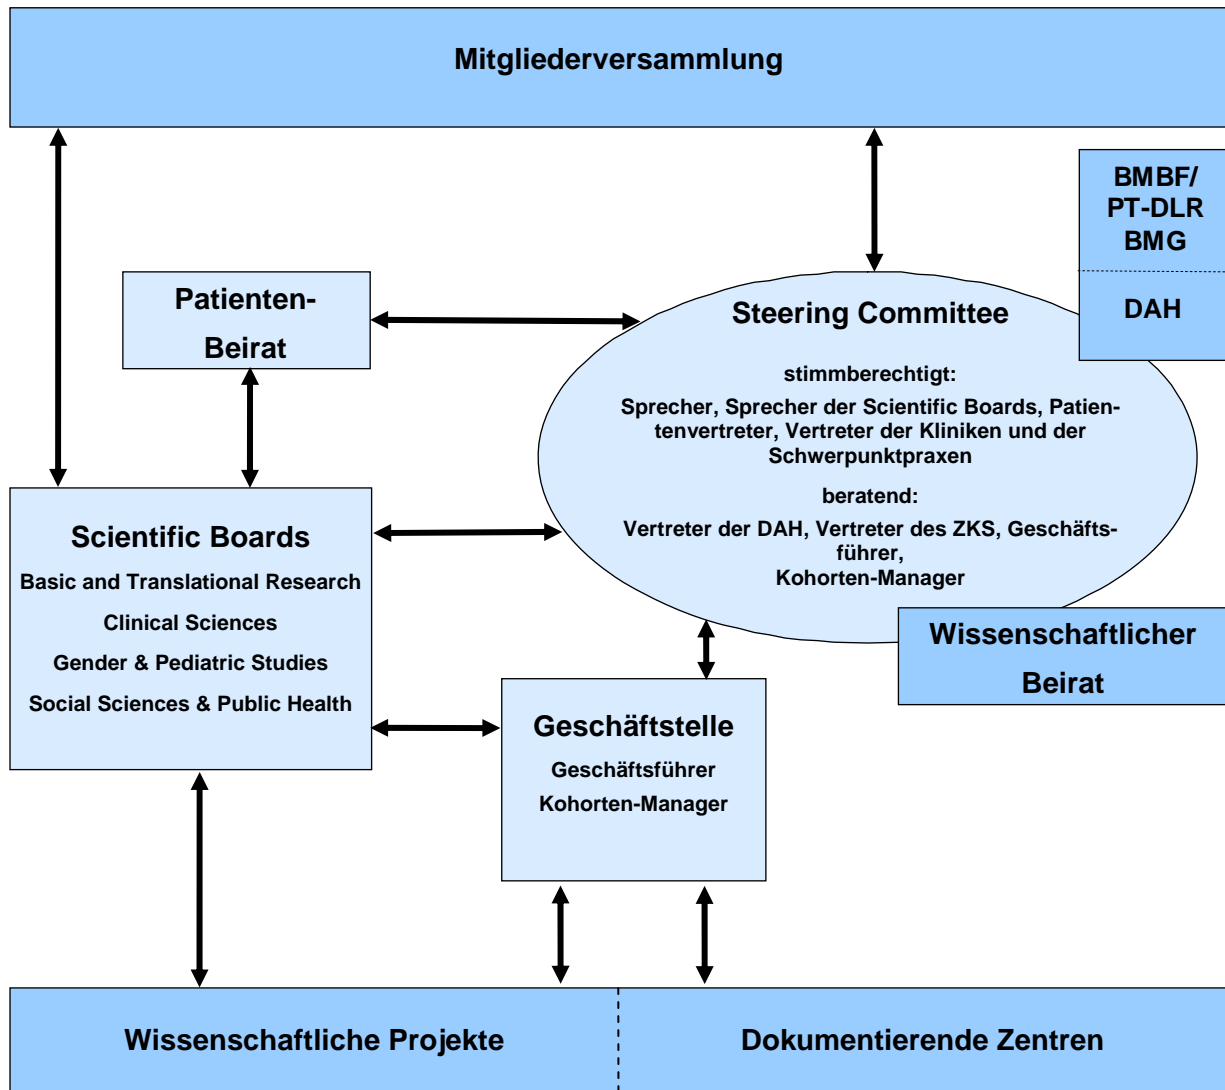 Mitgliederversammlung
BMBF/
PT-DLR
BMG
DAH
Patienten-
Beirat
Steering Committee
stimmberechtigt:
Sprecher, Sprecher der Scientific Boards, Patien-
tenvertreter, Vertreter der Kliniken und der
Schwerpunktpraxen
beratend:
Vertreter der DAH, Vertreter des ZKS, Geschäfts-
führer,
Kohorten-Manager
Scientific Boards
Basic and Translational Research
Clinical Sciences
Gender & Pediatric Studies
Social Sciences & Public Health
Wissenschaftlicher
Beirat
Geschäftstelle
Geschäftsführer
Kohorten-Manager
Wissenschaftliche Projekte
Dokumentierende Zentren